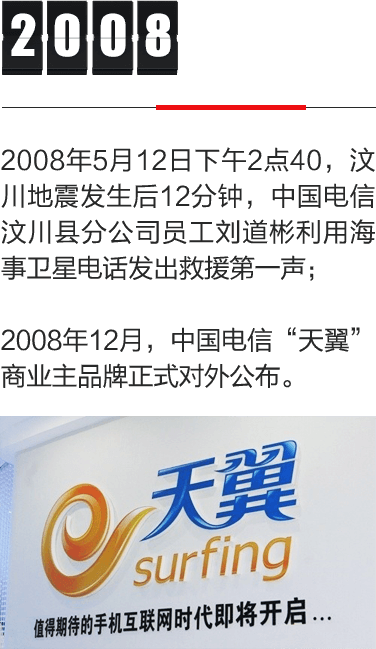 2008
2008年5月12日下午2点40，汶
川地震发生后12分钟，中国电信
汶川县分公司员工刘道彬利用海
事卫星电话发出救援第一声；
2008年12月，中国电信“天翼”
商业主品牌正式对外公布。
天翼
surfing
值得期待的手机互联网时代即将开启...